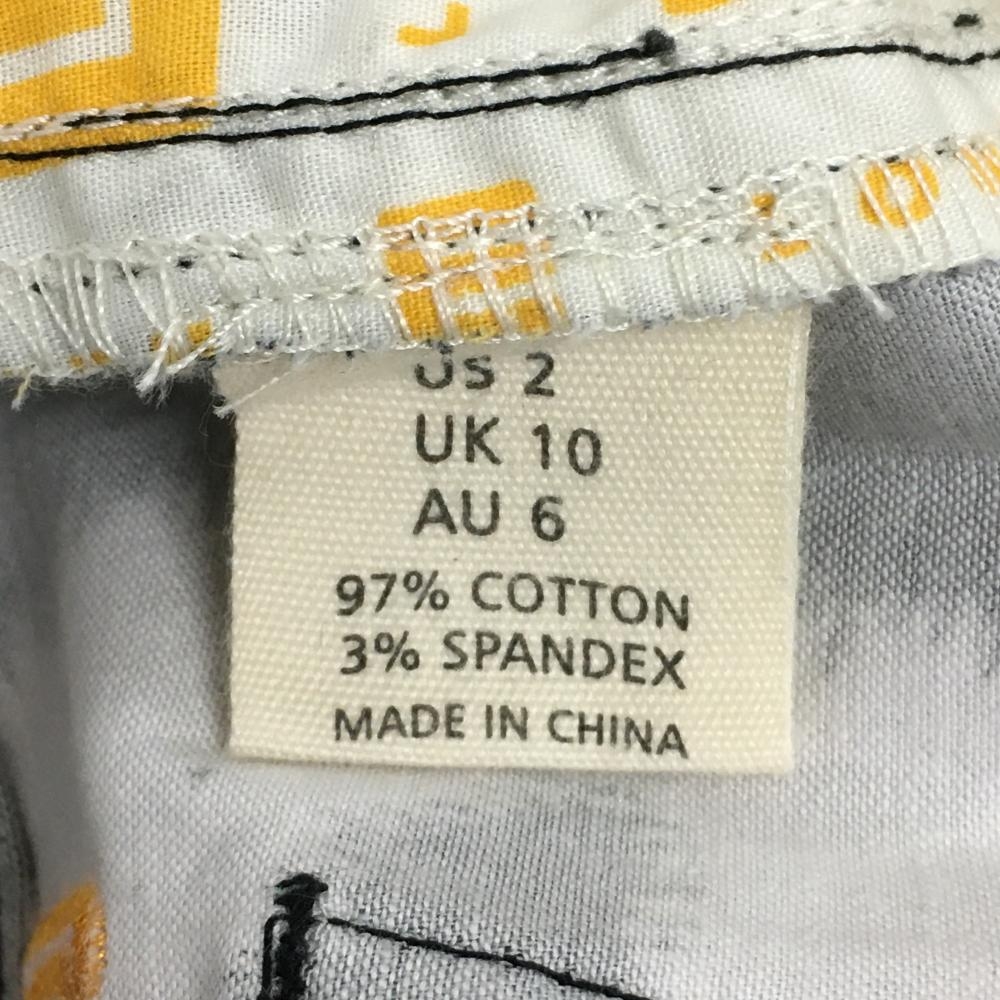 US 2
UK 10
AU 6
97% COTTON
3% SPANDEX
MADE IN CHINA